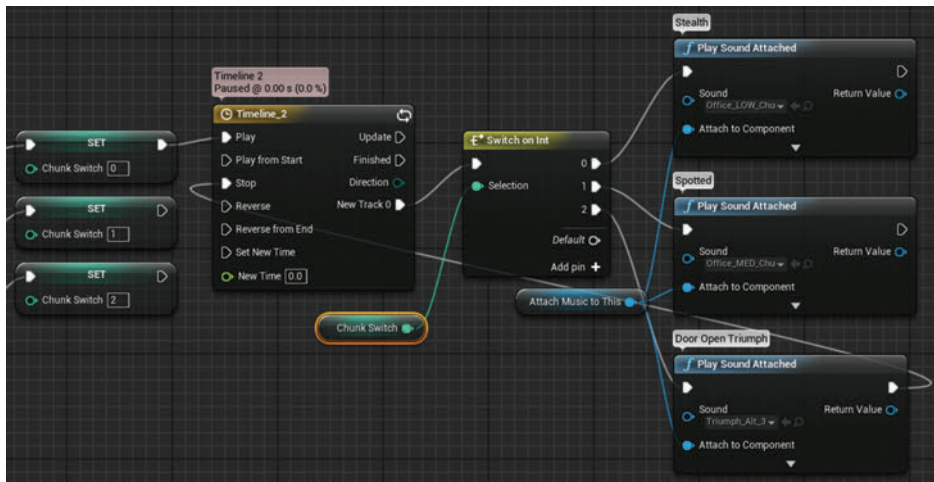 SET
Chunk Switch 0
SET
Chunk Switch 1
SET
Chunk Switch 2
Timeline 2
Paused @ 0.00 s (0.0 %)
Timeline_2
Play
Update
Play from Start
Finished
Stop
Direction
Reverse
New Track 0
Reverse from End
Set New Time
New Time 0.0
Chunk Switch
Switch on Int
0
Selection
1
2
Default
Add pin +
Attach Music to This
Stealth
f Play Sound Attached
Sound
Return Value
Office_LOW_Chu
Attach to Component
Spotted
f Play Sound Attached
Sound
Return Value
Office_MED_Chu
Attach to Component
Door Open Triumph
f Play Sound Attached
Sound
Return Value
Triumph_Alt_3
Attach to Component